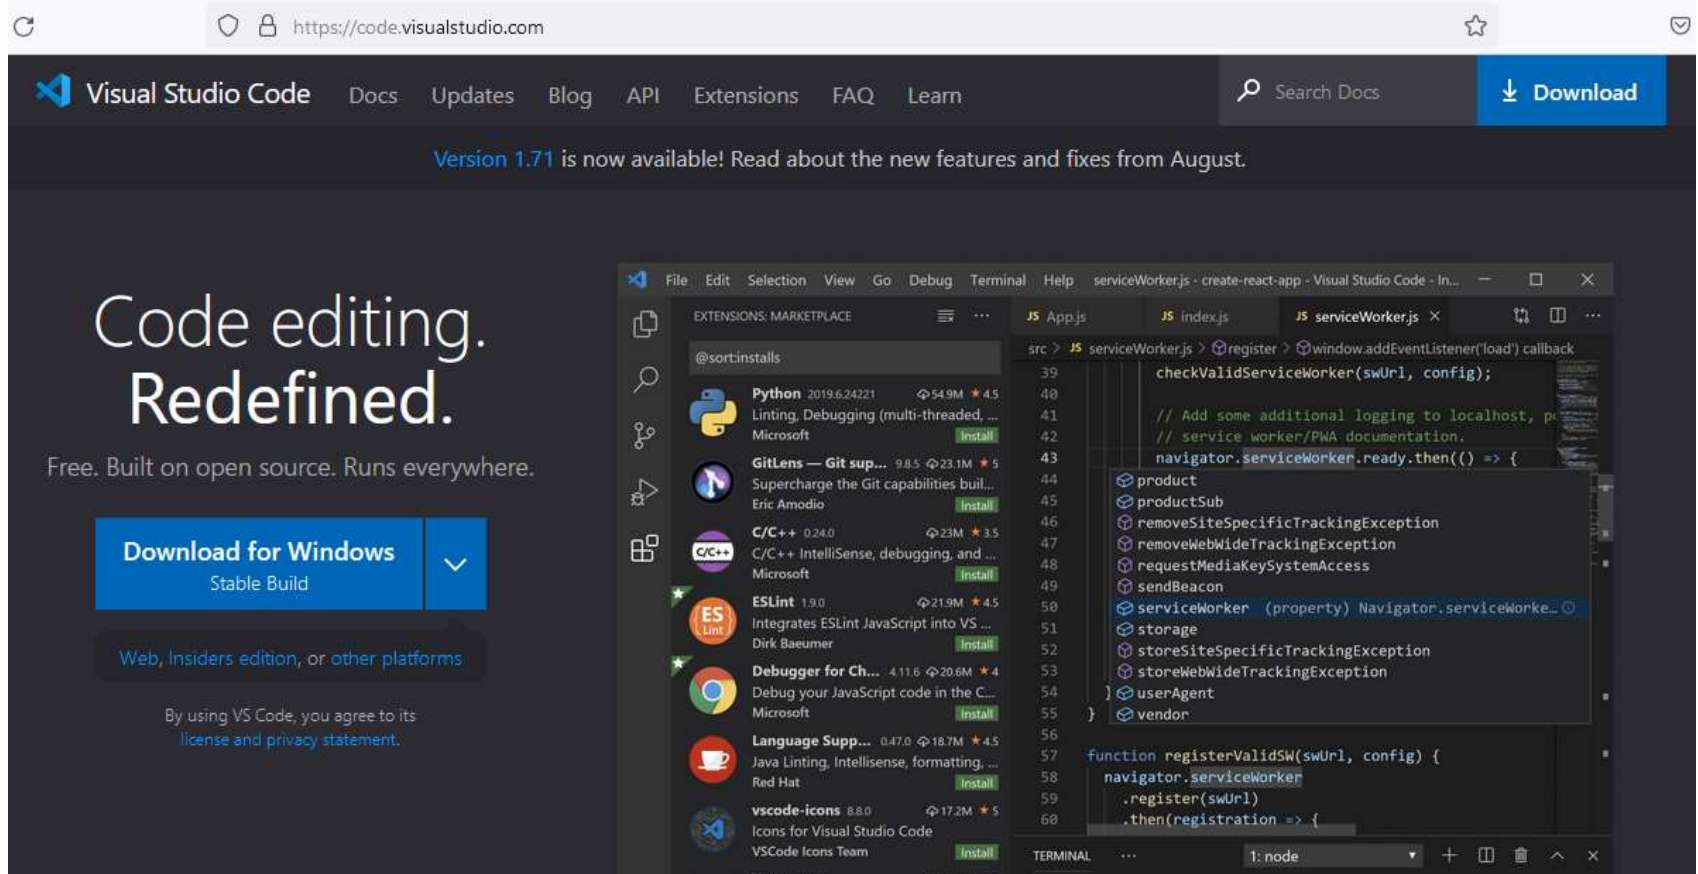 https://code.visualstudio.com
Visual Studio Code Docs Updates Blog API Extensions FAQ Learn Search Docs Download
Version 1.71 is now available! Read about the new features and fixes from August.
Code editing.
Redefined.
Free. Built on open source. Runs everywhere.
Download for Windows
Stable Build
Web, Insiders edition, or other platforms
By using VS Code, you agree to its
license and privacy statement.
File Edit Selection View Go Debug Terminal Help serviceWorker.js - create-react-app - Visual Studio Code - In...
EXTENSIONS: MARKETPLACE
@sort:installs
Python 2019.6.24221 54.9M ★ 4.5
Linting, Debugging (multi-threaded, ...
Microsoft Install
GitLens — Git sup... 9.8.5 23.1M ★ 5
Supercharge the Git capabilities buil...
Eric Amodio Install
C/C++
C/C++ 0.24.0 23M ★ 3.5
C/C++ IntelliSense, debugging, and ...
Microsoft Install
ES
Lint
ESLint 1.9.0 21.9M ★ 4.5
Integrates ESLint JavaScript into VS ...
Dirk Baeumer Install
Debugger for Ch... 4.11.6 20.6M ★ 4
Debug your JavaScript code in the C...
Microsoft Install
Language Supp... 0.47.0 18.7M ★ 4.5
Java Linting, Intellisense, formatting, ...
Red Hat Install
vscode-icons 8.8.0 17.2M ★ 5
Icons for Visual Studio Code
VSCode Icons Team Install
JS App.js JS index.js JS serviceWorker.js
src > JS serviceWorker.js > register > window.addEventListener('load') callback
39 checkValidServiceWorker(swUrl, config);
40
41 // Add some additional logging to localhost, po
42 // service worker/PWA documentation.
43 navigator.serviceWorker.ready.then(() => {
44 product
45 productSub
46 removeSiteSpecificTrackingException
47 removeWebWideTrackingException
48 requestMediaKeySystemAccess
49 sendBeacon
50 serviceWorker (property) Navigator.serviceWorke...
51 storage
52 storeSiteSpecificTrackingException
53 storeWebWideTrackingException
54 } userAgent
55 } vendor
56
57 function registerValidSW(swUrl, config) {
58 navigator.serviceWorker
59 .register(swUrl)
60 .then(registration => {
TERMINAL ... 1: node